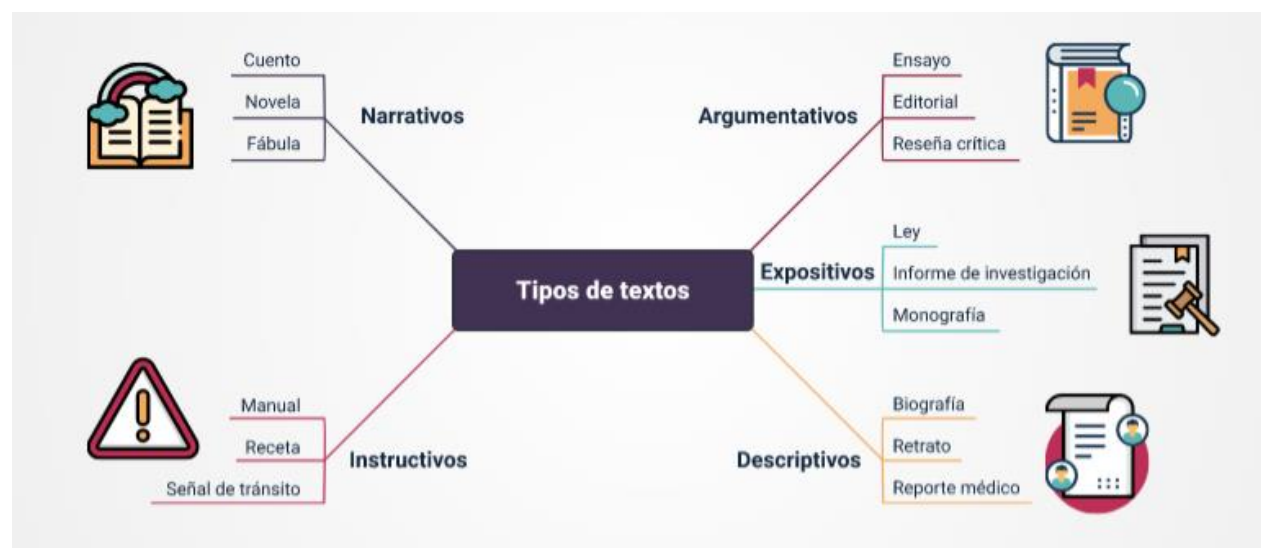 Tipos de textos
Narrativos
Cuento
Novela
Fábula
Argumentativos
Ensayo
Editorial
Reseña crítica
Expositivos
Ley
Informe de investigación
Monografía
Instructivos
Manual
Receta
Señal de tránsito
Descriptivos
Biografía
Retrato
Reporte médico